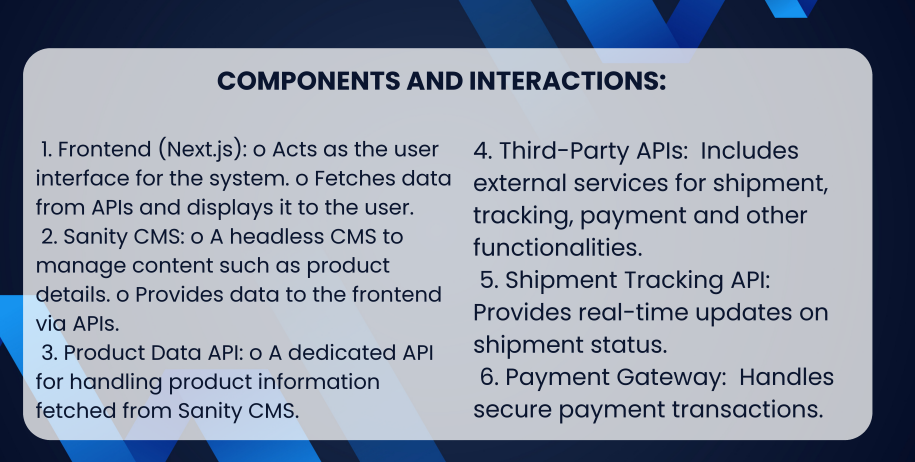 COMPONENTS AND INTERACTIONS:
1. Frontend (Next.js): o Acts as the user
interface for the system. o Fetches data
from APIs and displays it to the user.
2. Sanity CMS: o A headless CMS to
manage content such as product
details. o Provides data to the frontend
via APIs.
3. Product Data API: o A dedicated API
for handling product information
fetched from Sanity CMS.
4. Third-Party APIs:  Includes
external services for shipment,
tracking, payment and other
functionalities.
5. Shipment Tracking API:
Provides real-time updates on
shipment status.
6. Payment Gateway:  Handles
secure payment transactions.